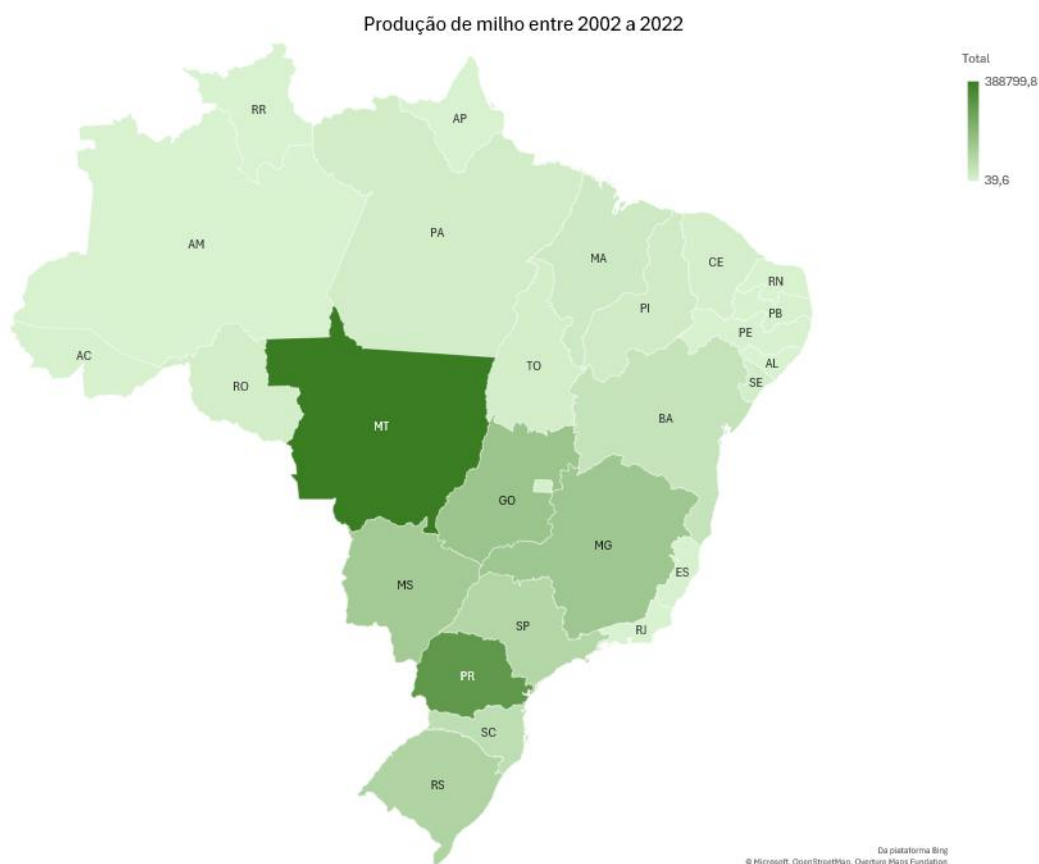 Produção de milho entre 2002 a 2022
Total
388799,8
39,6
RR
AP
AM
PA
MA
CE
RN
PI
PB
PE
AC
AL
TO
SE
RO
BA
MT
GO
MG
ES
MS
SP
RJ
PR
SC
RS
Da plataforma Bing
© Microsoft, OpenStreetMap, Overture Maps Fundation